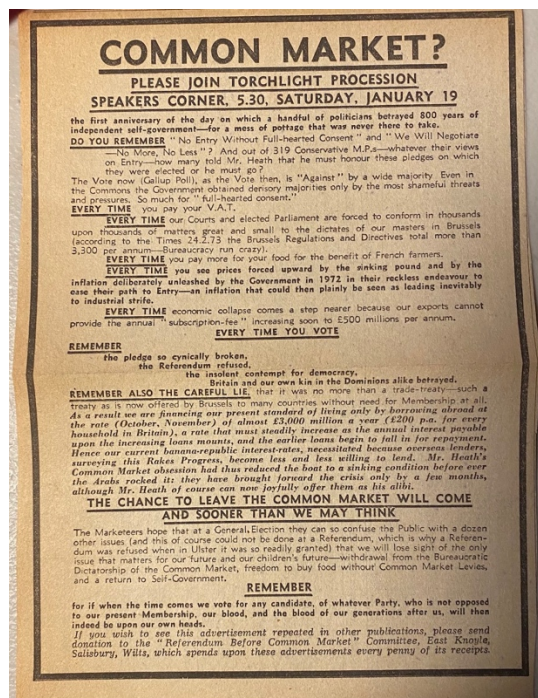 COMMON MARKET?
PLEASE JOIN TORCHLIGHT PROCESSION
SPEAKERS CORNER, 5.30, SATURDAY, JANUARY 19
the first anniversary of the day on which a handful of politicians betrayed 800 years of
independent self-government—for a mess of pottage that was never there to take.
DO YOU REMEMBER "No Entry Without Full-hearted Consent" and "We Will Negotiate
—No More, No Less"? And out of 319 Conservative M.P.s—whatever their views
on Entry—how many told Mr. Heath that he must honour these pledges on which
they were elected or he must go?
The Vote now (Gallup Poll), as the Vote then, is "Against" by a wide majority. Even in
the Commons the Government obtained derisory majorities only by the most shameful threats
and pressures. So much for "full-hearted consent."
EVERY TIME you pay your V.A.T.
EVERY TIME our Courts and elected Parliament are forced to conform in thousands
upon thousands of matters great and small to the dictates of our masters in Brussels
(according to the Times 24.2.73 the Brussels Regulations and Directives total more than
3,300 per annum—Bureaucracy run crazy).
EVERY TIME you pay more for your food for the benefit of French farmers.
EVERY TIME you see prices forced upward by the sinking pound and by the
inflation deliberately unleashed by the Government in 1972 in their reckless endeavour to
ease their path to Entry—an inflation that could then plainly be seen as leading inevitably
to industrial strife.
EVERY TIME economic collapse comes a step nearer because our exports cannot
provide the annual "subscription-fee" increasing soon to £500 millions per annum.
EVERY TIME YOU VOTE
REMEMBER
the pledge so cynically broken,
the Referendum refused,
the insolent contempt for democracy,
Britain and our own kin in the Dominions alike betrayed.
REMEMBER ALSO THE CAREFUL LIE, that it was no more than a trade-treaty—such a
treaty as is now offered by Brussels to many countries without need for Membership at all.
As a result we are financing our present standard of living only by borrowing abroad at
the rate (October, November) of almost £3,000 million a year (£200 p.a. for every
household in Britain), a rate that must steadily increase as the annual interest payable
upon the increasing loans mounts, and the earlier loans begin to fall in for repayment.
Hence our current banana-republic interest-rates, necessitated because overseas lenders,
surveying this Rakes Progress, become less and less willing to lend. Mr. Heath's
Common Market obsession had thus reduced the boat to a sinking condition before ever
the Arabs rocked it: they have brought forward the crisis only by a few months,
although Mr. Heath of course can now joyfully offer them as his alibi.
THE CHANCE TO LEAVE THE COMMON MARKET WILL COME
AND SOONER THAN WE MAY THINK
The Marketeers hope that at a General Election they can so confuse the Public with a dozen
other issues (and this of course could not be done at a Referendum, which is why a Referen-
dum was refused when in Ulster it was so readily granted) that we will lose sight of the only
issue that matters for our future and our children's future—withdrawal from the Bureaucratic
Dictatorship of the Common Market, freedom to buy food without Common Market Levies,
and a return to Self-Government.
REMEMBER
for if when the time comes we vote for any candidate, of whatever Party, who is not opposed
to our present Membership, our blood, and the blood of our generations after us, will then
indeed be upon our own heads.
If you wish to see this advertisement repeated in other publications, please send
donation to the "Referendum Before Common Market" Committee, East Knoyle,
Salisbury, Wilts, which spends upon these advertisements every penny of its receipts.